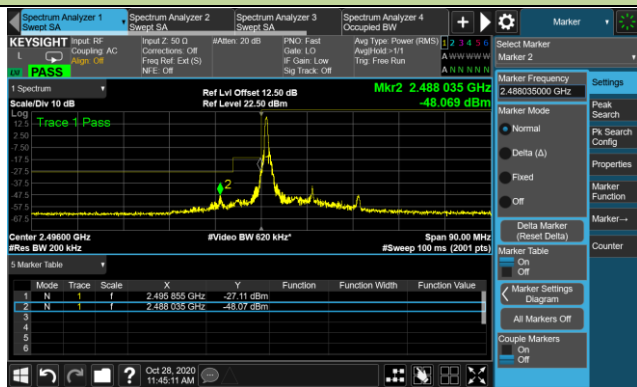 Spectrum Analyzer 1
Swept SA
Spectrum Analyzer 2
Swept SA
Spectrum Analyzer 3
Swept SA
Spectrum Analyzer 4
Occupied BW
Marker
KEYSIGHT
Input: RF
Coupling: AC
Align: Off
Input Z: 50 Ω
Corrections: Off
Freq Ref: Ext (S)
NFE: Off
#Atten: 20 dB
PNO: Fast
Gate: LO
IF Gain: Low
Sig Track: Off
Avg Type: Power (RMS)
Avg|Hold >1/1
Trig: Free Run
1 2 3 4 5 6
A W W W W W
A N N N N N
L
PASS
Select Marker
Marker 2
1 Spectrum
Scale/Div 10 dB
Ref Lvl Offset 12.50 dB
Ref Level 22.50 dBm
Mkr2 2.488 035 GHz
-48.069 dBm
Log
Trace 1 Pass
12.5
2.50
-7.50
-17.5
-27.5
-37.5
-47.5
-57.5
-67.5
2
Center 2.49600 GHz
#Res BW 200 kHz
#Video BW 620 kHz*
Span 90.00 MHz
#Sweep 100 ms (2001 pts)
5 Marker Table
Mode Trace Scale X Y Function Function Width Function Value
1 N 1 f 2.495 855 GHz -27.11 dBm
2 N 1 f 2.488 035 GHz -48.07 dBm
3
4
5
6
Marker Frequency
2.488035000 GHz
Marker Mode
Normal
Delta (Δ)
Fixed
Off
Delta Marker
(Reset Delta)
Marker Table
On
Off
Marker Settings
Diagram
All Markers Off
Couple Markers
On
Off
Settings
Peak
Search
Pk Search
Config
Properties
Marker
Function
Marker→
Counter
?
Oct 28, 2020
11:45:11 AM